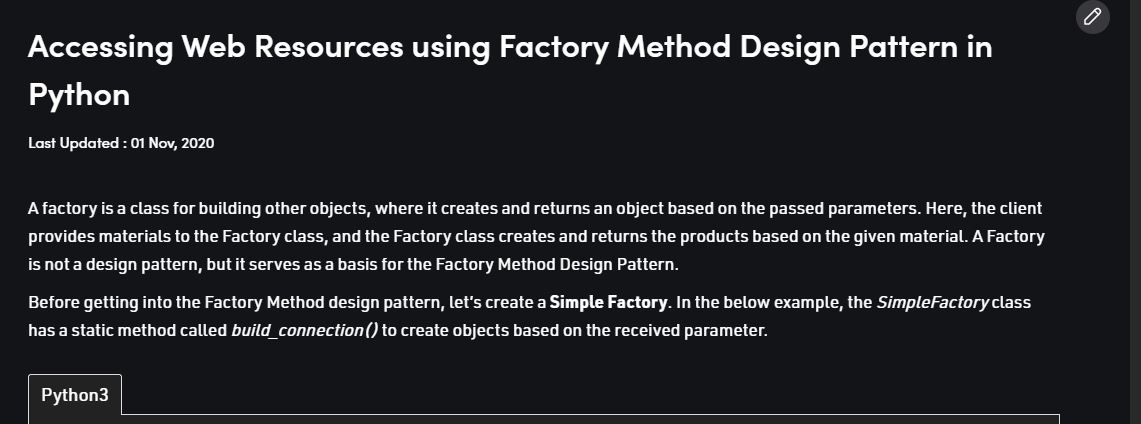 Accessing Web Resources using Factory Method Design Pattern in
Python
Last Updated : 01 Nov, 2020
A factory is a class for building other objects, where it creates and returns an object based on the passed parameters. Here, the client
provides materials to the Factory class, and the Factory class creates and returns the products based on the given material. A Factory
is not a design pattern, but it serves as a basis for the Factory Method Design Pattern.
Before getting into the Factory Method design pattern, let's create a Simple Factory. In the below example, the SimpleFactory class
has a static method called build_connection() to create objects based on the received parameter.
Python3